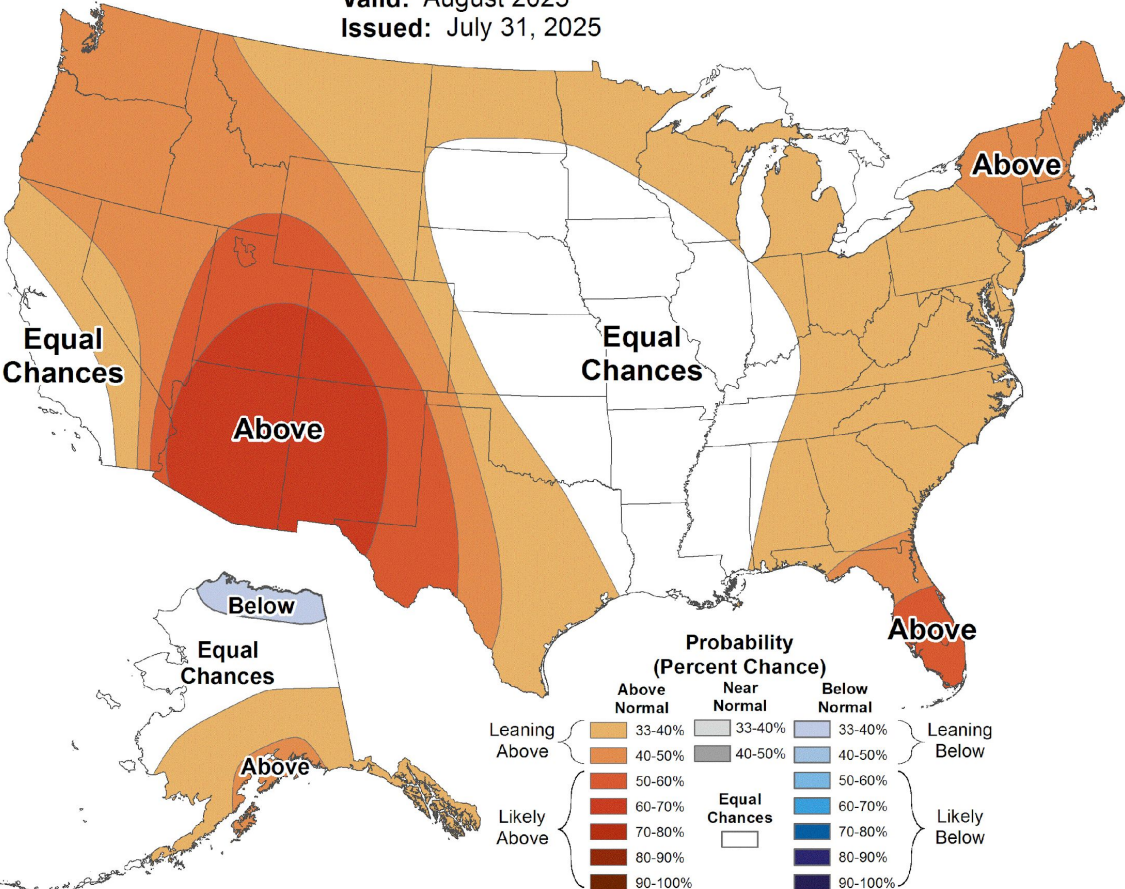 Valid: August 2025
Issued: July 31, 2025
Above
Equal
Chances
Equal
Chances
Above
Below
Equal
Chances
Above
Above
Probability
(Percent Chance)
Above
Normal
Near
Normal
Below
Normal
Leaning
Above
33-40%
40-50%
33-40%
40-50%
33-40%
40-50%
Leaning
Below
Likely
Above
50-60%
60-70%
70-80%
80-90%
90-100%
Equal
Chances
50-60%
60-70%
70-80%
80-90%
90-100%
Likely
Below